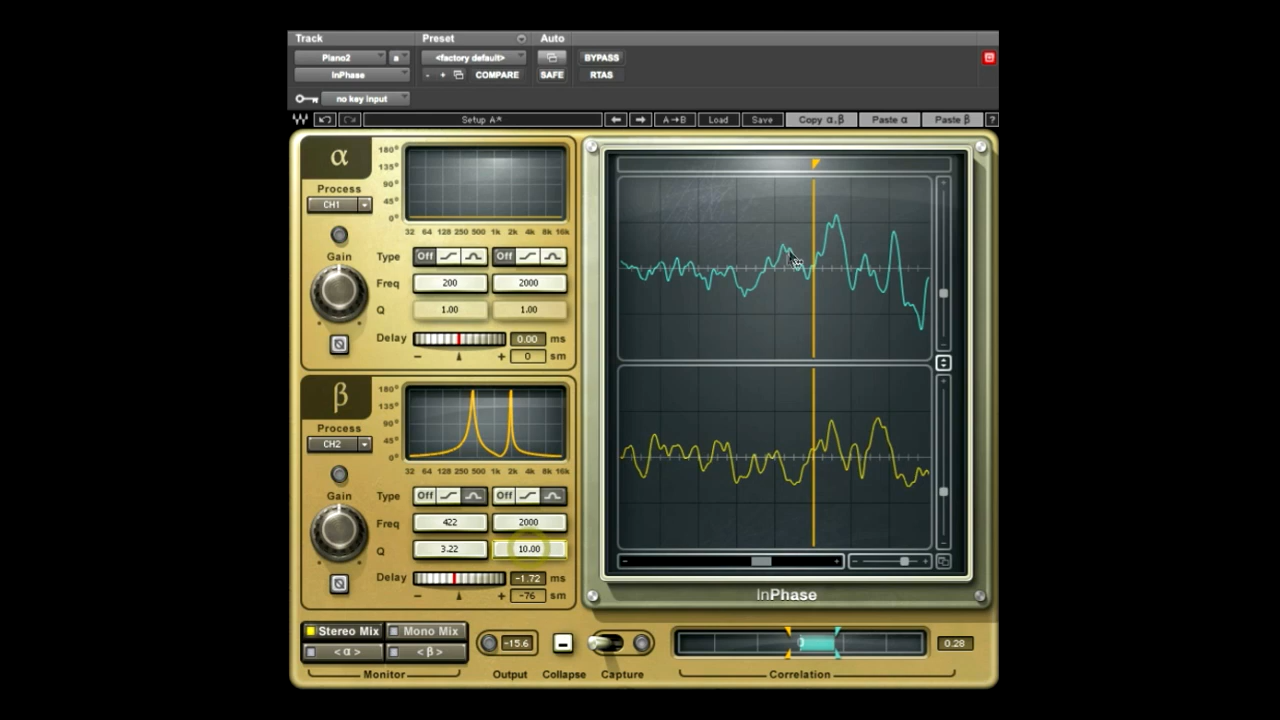 Track Preset Auto
Piano2 a <factory default> BYPASS
InPhase - + COMPARE SAFE RTAS
no key input
Setup A* A→B Load Save Copy α,β Paste α Paste β ?
α
Process
CH1
Gain
180°
135°
90°
45°
0°
32 64 128 250 500 1k 2k 4k 8k 16k
Type Off Off
Freq 200 2000
Q 1.00 1.00
Delay 0.00 ms
- + 0 sm
β
Process
CH2
Gain
180°
135°
90°
45°
0°
32 64 128 250 500 1k 2k 4k 8k 16k
Type Off Off
Freq 422 2000
Q 3.22 10.00
Delay -1.72 ms
- + -76 sm
InPhase
Stereo Mix Mono Mix
<α> <β>
-15.6
0.28
Monitor Output Collapse Capture Correlation